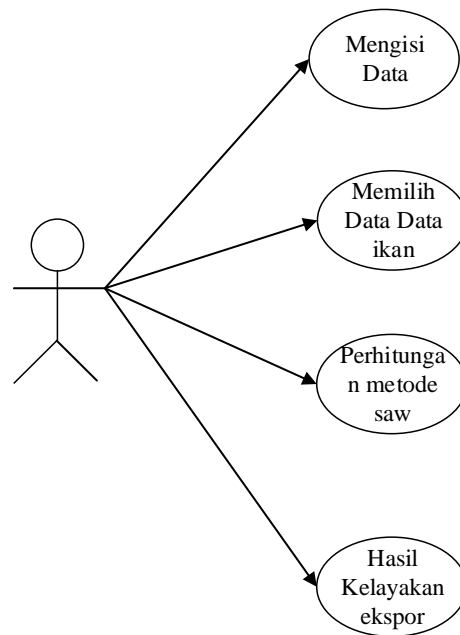 Mengisi
Data
Memilih
Data Data
ikan
Perhitunga
n metode
saw
Hasil
Kelayakan
ekspor